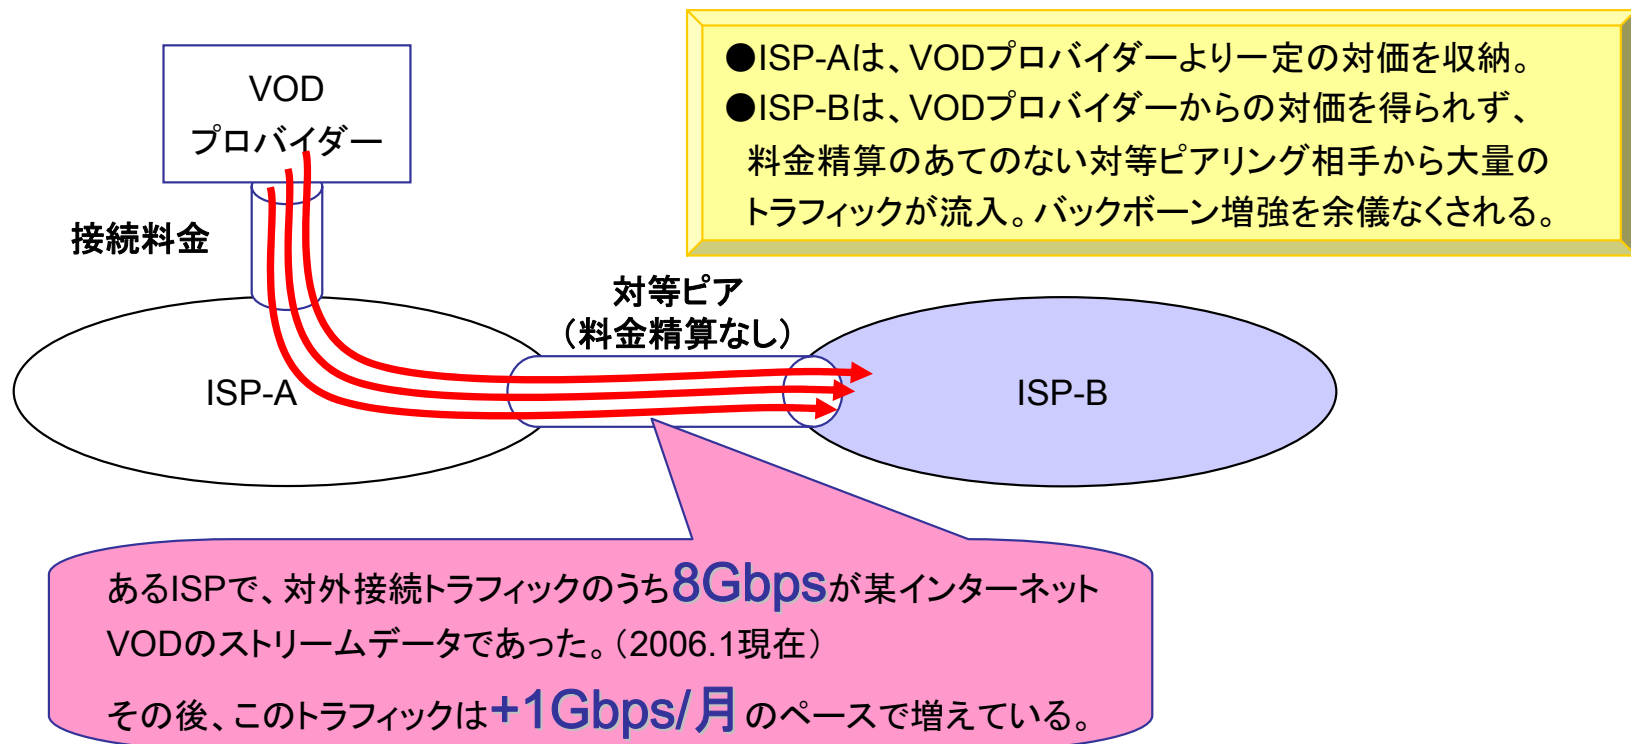 VOD
プロバイダー
●ISP-Aは、VODプロバイダーより一定の対価を収納。
●ISP-Bは、VODプロバイダーからの対価を得られず、
料金精算のあてのない対等ピアリング相手から大量の
トラフィックが流入。バックボーン増強を余儀なくされる。
接続料金
対等ピア
（料金精算なし）
ISP-A
ISP-B
あるISPで、対外接続トラフィックのうち8Gbpsが某インターネット
VODのストリームデータであった。（2006.1現在）
その後、このトラフィックは+1Gbps/月のペースで増えている。